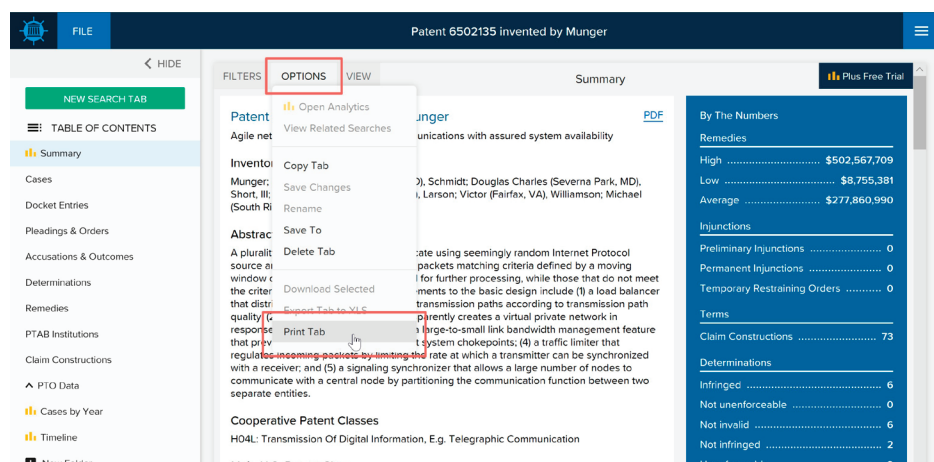 FILE
Patent 6502135 invented by Munger
HIDE
NEW SEARCH TAB
TABLE OF CONTENTS
Summary
Cases
Docket Entries
Pleadings & Orders
Accusations & Outcomes
Determinations
Remedies
PTAB Institutions
Claim Constructions
PTO Data
Cases by Year
Timeline
FILTERS OPTIONS VIEW
Summary
Plus Free Trial
Open Analytics
View Related Searches
Copy Tab
Save Changes
Rename
Save To
Delete Tab
Download Selected
Export Tab to XLS
Print Tab
Patent unger PDF
Agile net unications with assured system availability
Inventor
Munger; ), Schmidt; Douglas Charles (Severna Park, MD),
Short, III; , Larson; Victor (Fairfax, VA), Williamson; Michael
(South Ri
Abstrac
A pluralit cate using seemingly random Internet Protocol
source a packets matching criteria defined by a moving
window for further processing, while those that do not meet
the criter ements to the basic design include (1) a load balancer
that distri transmission paths according to transmission path
quality; parently creates a virtual private network in
response a large-to-small link bandwidth management feature
that prev t system chokepoints; (4) a traffic limiter that
regulates incoming packets by limiting the rate at which a transmitter can be synchronized
with a receiver; and (5) a signaling synchronizer that allows a large number of nodes to
communicate with a central node by partitioning the communication function between two
separate entities.
Cooperative Patent Classes
H04L: Transmission Of Digital Information, E.g. Telegraphic Communication
By The Numbers
Remedies
High ............................ $502,567,709
Low ................................. $8,755,381
Average ...................... $277,860,990
Injunctions
Preliminary Injunctions ..................... 0
Permanent Injunctions ..................... 0
Temporary Restraining Orders ........... 0
Terms
Claim Constructions ........................ 73
Determinations
Infringed ........................................ 6
Not unenforceable .......................... 0
Not invalid ...................................... 6
Not infringed .................................. 2